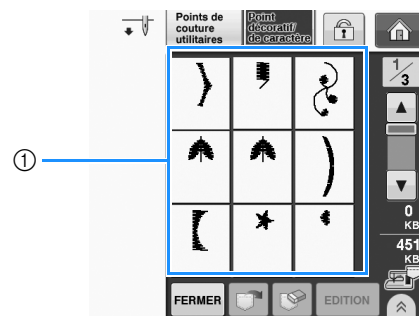 Points de
couture
utilitaires
Point
décoratif/
de caractère
1/3
①
0
KB
451
KB
FERMER
EDITION